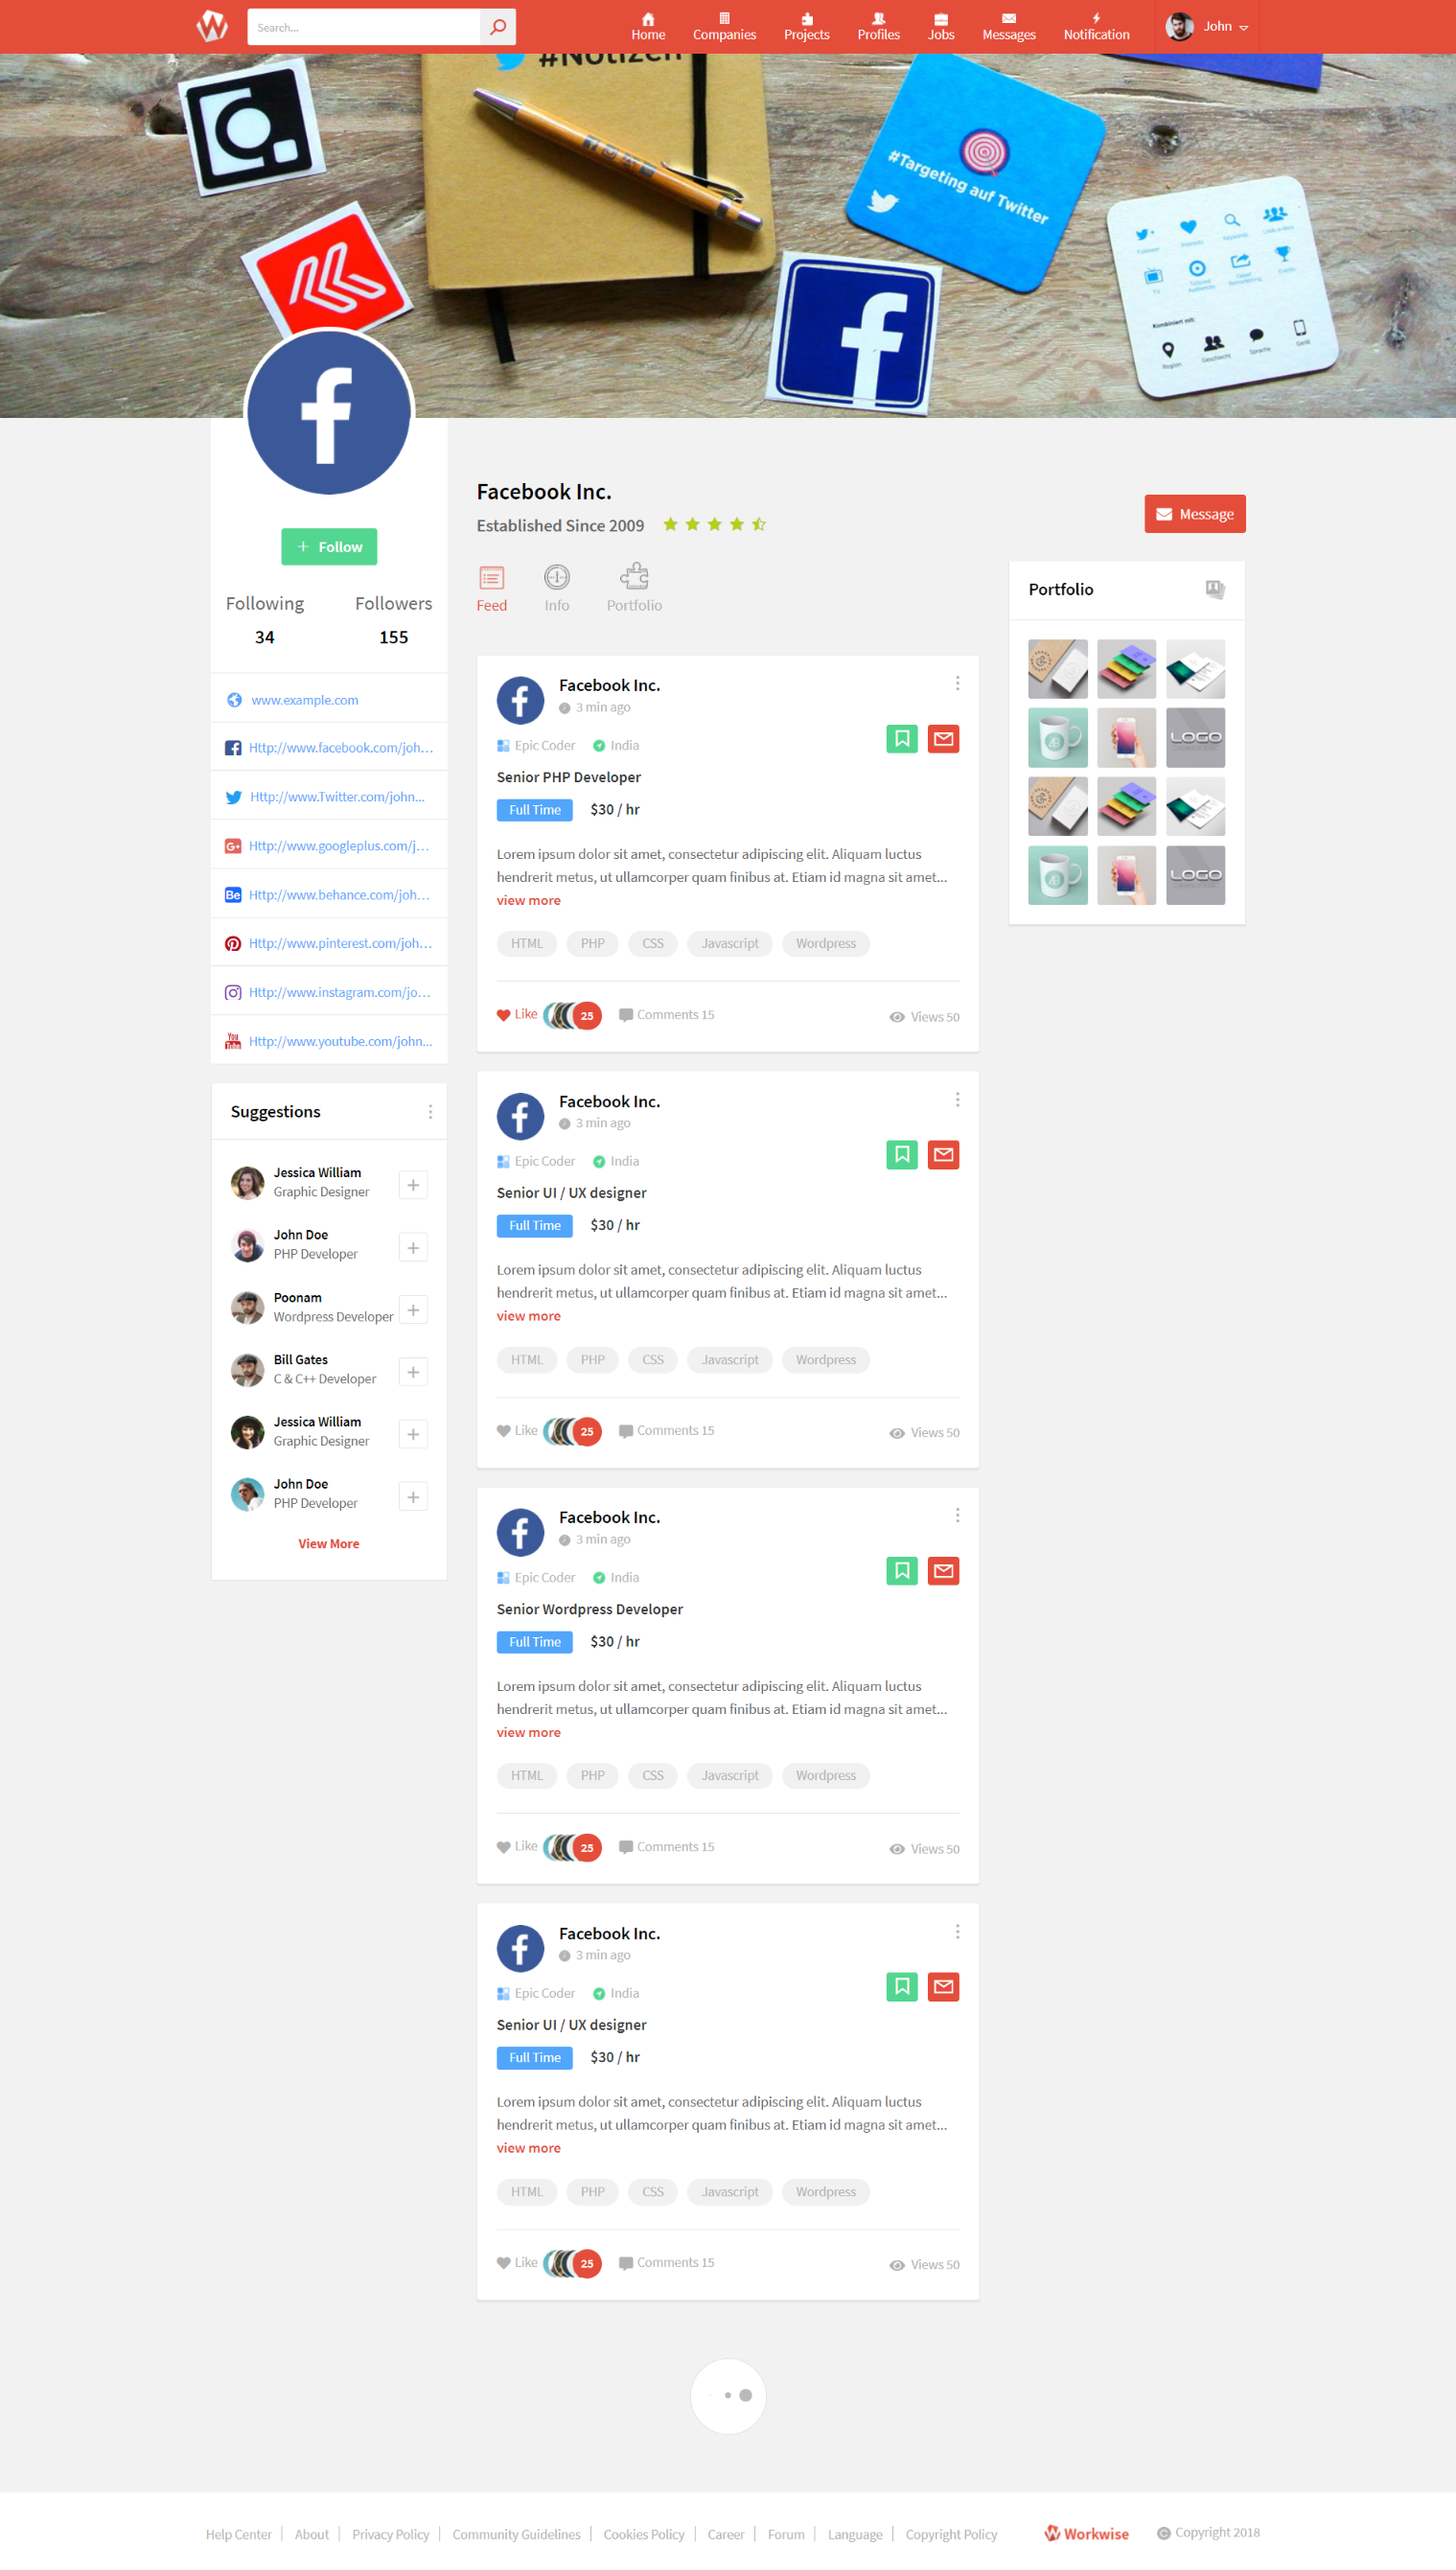 Search...
Home
Companies
Projects
Profiles
Jobs
Messages
Notification
John
#Notizen
#Targeting auf Twitter
Kombiniert mit:
Region
Geschlecht
Sprache
Gerät
Facebook Inc.
Established Since 2009
Message
Follow
Following
Followers
34
155
Feed
Info
Portfolio
www.example.com
Http://www.facebook.com/joh...
Http://www.Twitter.com/john...
Http://www.googleplus.com/j...
Http://www.behance.com/joh...
Http://www.pinterest.com/joh...
Http://www.instagram.com/jo...
Http://www.youtube.com/john...
Suggestions
Jessica William
Graphic Designer
John Doe
PHP Developer
Poonam
Wordpress Developer
Bill Gates
C & C++ Developer
Jessica William
Graphic Designer
John Doe
PHP Developer
View More
Facebook Inc.
3 min ago
Epic Coder India
Senior PHP Developer
Full Time $30 / hr
Lorem ipsum dolor sit amet, consectetur adipiscing elit. Aliquam luctus
hendrerit metus, ut ullamcorper quam finibus at. Etiam id magna sit amet...
view more
HTML PHP CSS Javascript Wordpress
Like 25 Comments 15 Views 50
Facebook Inc.
3 min ago
Epic Coder India
Senior UI / UX designer
Full Time $30 / hr
Lorem ipsum dolor sit amet, consectetur adipiscing elit. Aliquam luctus
hendrerit metus, ut ullamcorper quam finibus at. Etiam id magna sit amet...
view more
HTML PHP CSS Javascript Wordpress
Like 25 Comments 15 Views 50
Facebook Inc.
3 min ago
Epic Coder India
Senior Wordpress Developer
Full Time $30 / hr
Lorem ipsum dolor sit amet, consectetur adipiscing elit. Aliquam luctus
hendrerit metus, ut ullamcorper quam finibus at. Etiam id magna sit amet...
view more
HTML PHP CSS Javascript Wordpress
Like 25 Comments 15 Views 50
Facebook Inc.
3 min ago
Epic Coder India
Senior UI / UX designer
Full Time $30 / hr
Lorem ipsum dolor sit amet, consectetur adipiscing elit. Aliquam luctus
hendrerit metus, ut ullamcorper quam finibus at. Etiam id magna sit amet...
view more
HTML PHP CSS Javascript Wordpress
Like 25 Comments 15 Views 50
Portfolio
LOGO
LOGO
Help Center About Privacy Policy Community Guidelines Cookies Policy Career Forum Language Copyright Policy
Workwise
Copyright 2018